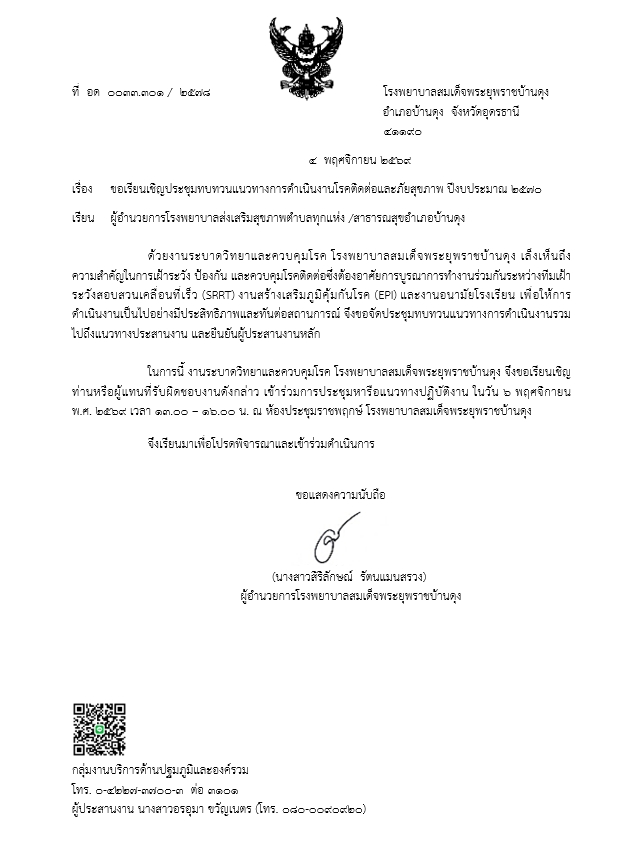 ที่ อด ๐๐๓๓.๓๐๑ / ๒๕๗๘
โรงพยาบาลสมเด็จพระยุพราชบ้านดุง
อำเภอบ้านดุง จังหวัดอุดรธานี
๔๑๑๙๐
๔ พฤศจิกายน ๒๕๖๙
เรื่อง ขอเรียนเชิญประชุมทบทวนแนวทางการดำเนินงานโรคติดต่อและภัยสุขภาพ ปีงบประมาณ ๒๕๗๐
เรียน ผู้อำนวยการโรงพยาบาลส่งเสริมสุขภาพตำบลทุกแห่ง /สาธารณสุขอำเภอบ้านดุง
ด้วยงานระบาดวิทยาและควบคุมโรค โรงพยาบาลสมเด็จพระยุพราชบ้านดุง เล็งเห็นถึง
ความสำคัญในการเฝ้าระวัง ป้องกัน และควบคุมโรคติดต่อซึ่งต้องอาศัยการบูรณาการทำงานร่วมกันระหว่างทีมเฝ้า
ระวังสอบสวนเคลื่อนที่เร็ว (SRRT) งานสร้างเสริมภูมิคุ้มกันโรค (EPI) และงานอนามัยโรงเรียน เพื่อให้การ
ดำเนินงานเป็นไปอย่างมีประสิทธิภาพและทันต่อสถานการณ์ จึงขอจัดประชุมทบทวนแนวทางการดำเนินงานรวม
ไปถึงแนวทางประสานงาน และยืนยันผู้ประสานงานหลัก
ในการนี้ งานระบาดวิทยาและควบคุมโรค โรงพยาบาลสมเด็จพระยุพราชบ้านดุง จึงขอเรียนเชิญ
ท่านหรือผู้แทนที่รับผิดชอบงานดังกล่าว เข้าร่วมการประชุมหารือแนวทางปฏิบัติงาน ในวัน ๖ พฤศจิกายน
พ.ศ. ๒๕๖๙ เวลา ๑๓.๐๐ – ๑๖.๐๐ น. ณ ห้องประชุมราชพฤกษ์ โรงพยาบาลสมเด็จพระยุพราชบ้านดุง
จึงเรียนมาเพื่อโปรดพิจารณาและเข้าร่วมดำเนินการ
ขอแสดงความนับถือ
(นางสาวสิริลักษณ์ รัตนแมนสรวง)
ผู้อำนวยการโรงพยาบาลสมเด็จพระยุพราชบ้านดุง
กลุ่มงานบริการด้านปฐมภูมิและองค์รวม
โทร. ๐-๔๒๒๗-๓๗๐๐-๓ ต่อ ๓๑๐๑
ผู้ประสานงาน นางสาวอรอุมา ขวัญเนตร (โทร. ๐๘๐-๐๐๙๐๙๒๐)